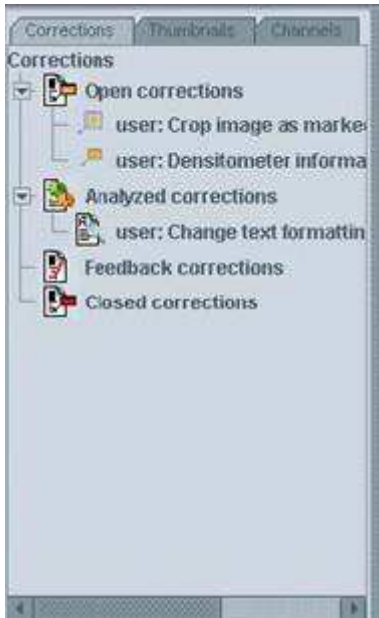 Corrections Thumbnails Channels
Corrections
Open corrections
user: Crop image as marke
user: Densitometer informa
Analyzed corrections
user: Change text formattin
Feedback corrections
Closed corrections